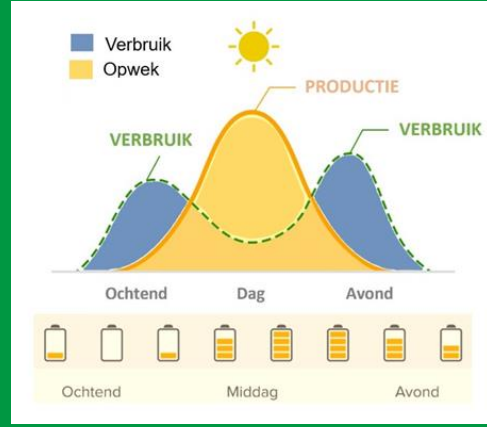 Verbruik
Opwek
PRODUCTIE
VERBRUIK
VERBRUIK
Ochtend Dag Avond
Ochtend Middag Avond